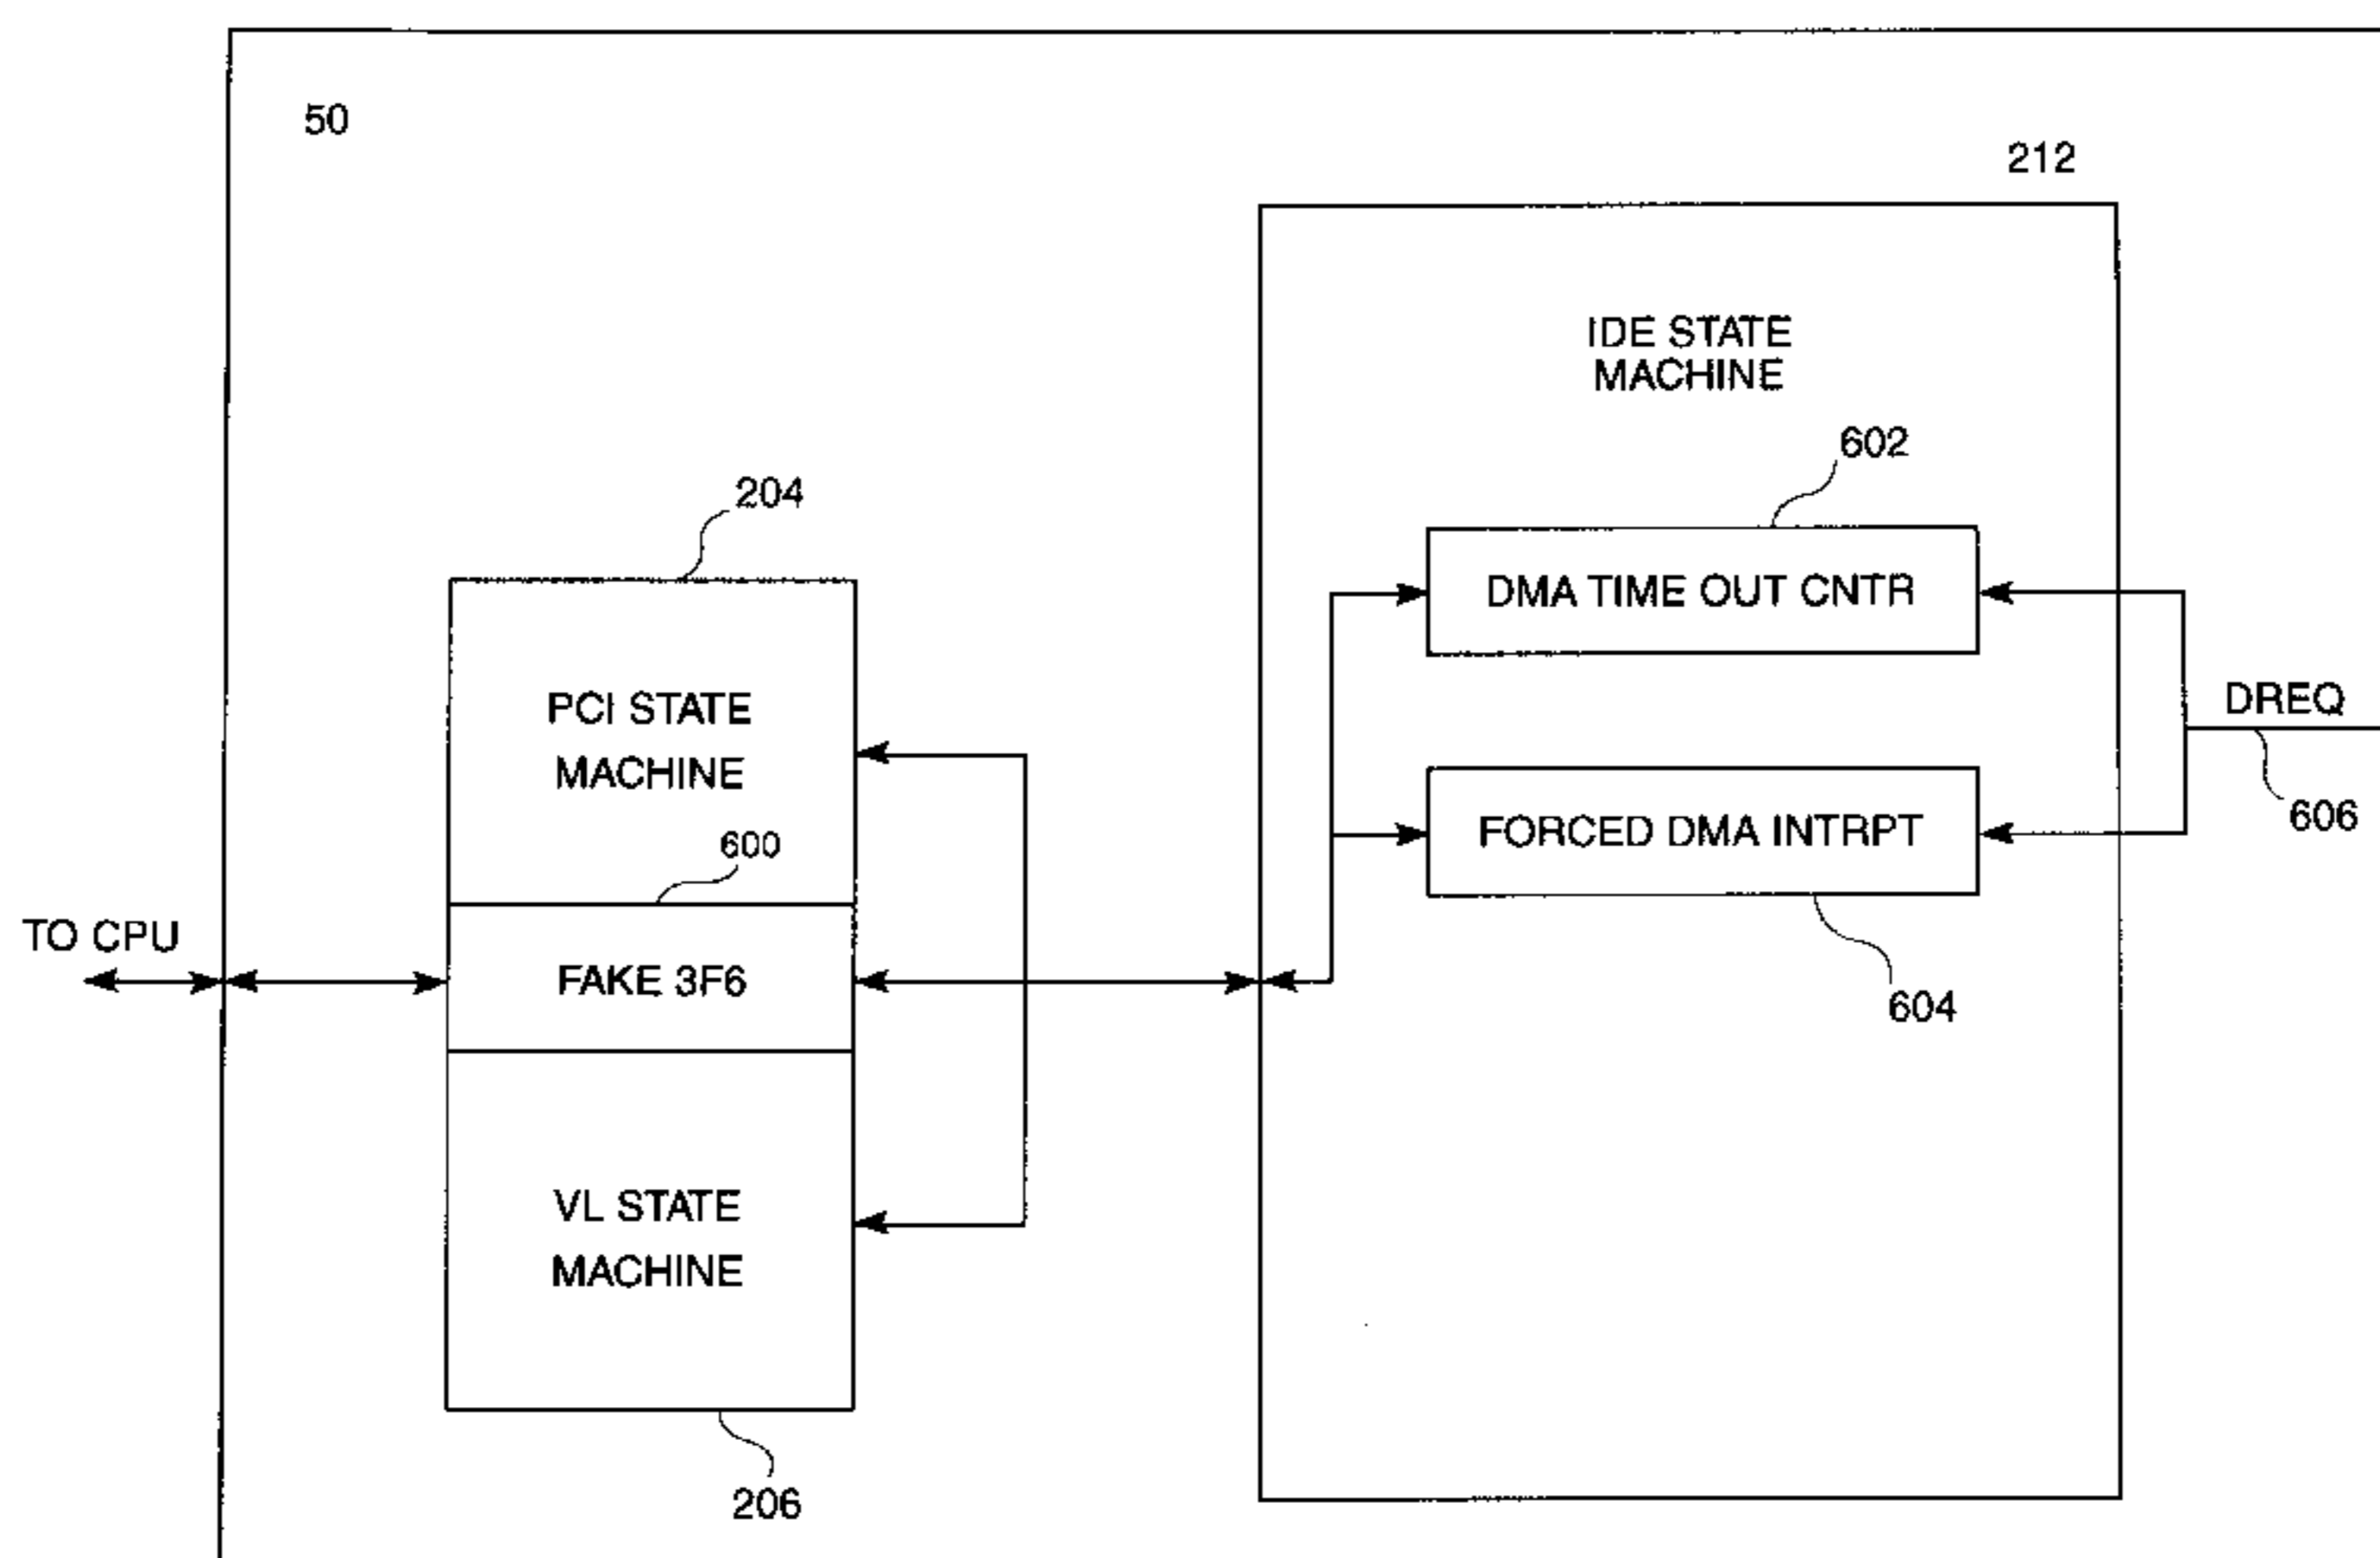 50
212
IDE STATE
MACHINE
602
204
DMA TIME OUT CNTR
PCI STATE
MACHINE
DREQ
600
FORCED DMA INTRPT
606
TO CPU
FAKE 3F6
604
VL STATE
MACHINE
206